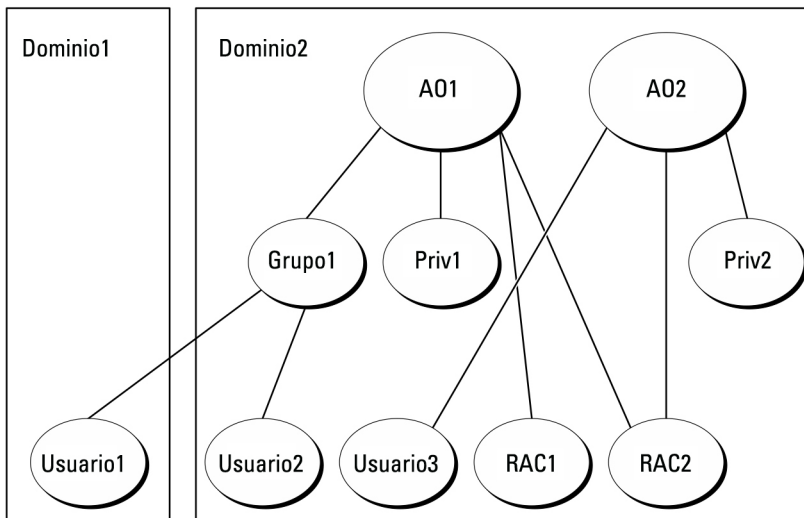 Dominio1
Dominio2
AO1
AO2
Grupo1
Priv1
Priv2
Usuario1
Usuario2
Usuario3
RAC1
RAC2